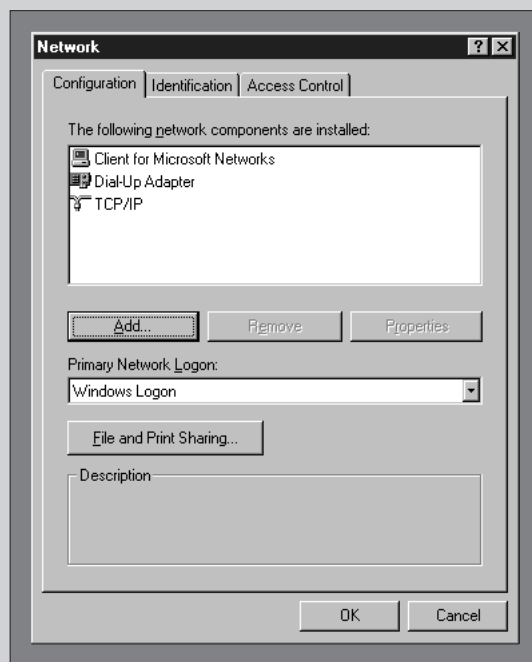 Network
Configuration Identification Access Control
The following network components are installed:
Client for Microsoft Networks
Dial-Up Adapter
TCP/IP
Add... Remove Properties
Primary Network Logon:
Windows Logon
File and Print Sharing...
Description
OK Cancel